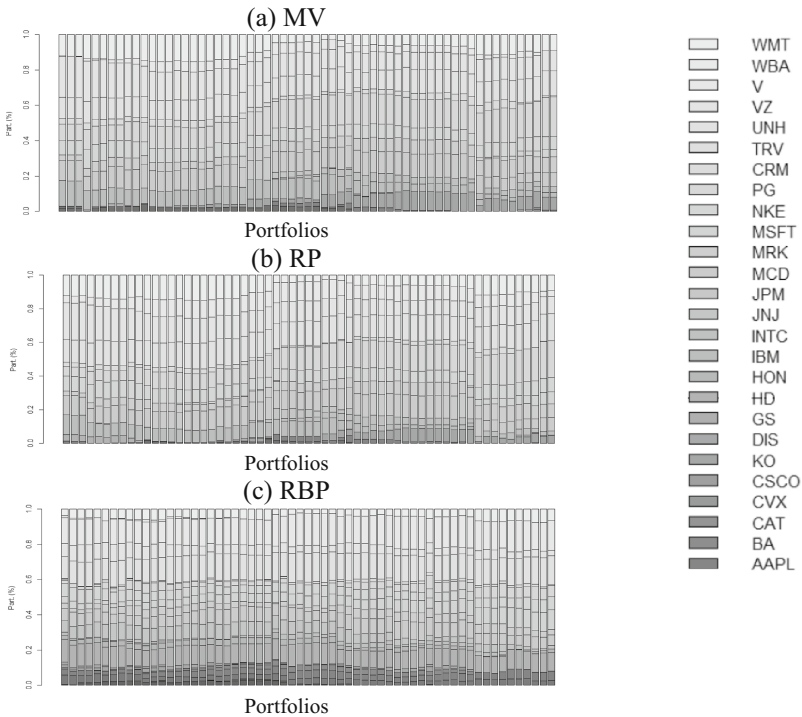 (a) MV
1.0
0.8
0.6
0.4
0.2
0.0
Part. (%)
Portfolios
(b) RP
1.0
0.8
0.6
0.4
0.2
0.0
Part. (%)
Portfolios
(c) RBP
1.0
0.8
0.6
0.4
0.2
0.0
Part. (%)
Portfolios
WMT
WBA
V
VZ
UNH
TRV
CRM
PG
NKE
MSFT
MRK
MCD
JPM
JNJ
INTC
IBM
HON
HD
GS
DIS
KO
CSCO
CVX
CAT
BA
AAPL